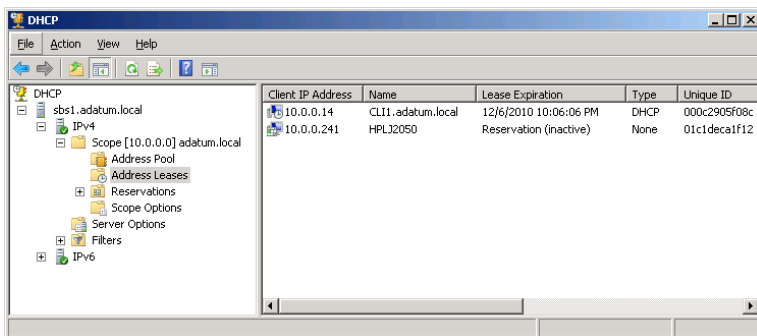 DHCP
File Action View Help
DHCP
sbs1.adatum.local
IPv4
Scope [10.0.0.0] adatum.local
Address Pool
Address Leases
Reservations
Scope Options
Server Options
Filters
IPv6
Client IP Address Name Lease Expiration Type Unique ID
10.0.0.14 CLI1.adatum.local 12/6/2010 10:06:06 PM DHCP 000c2905f08c
10.0.0.241 HPLJ2050 Reservation (inactive) None 01c1deca1f12